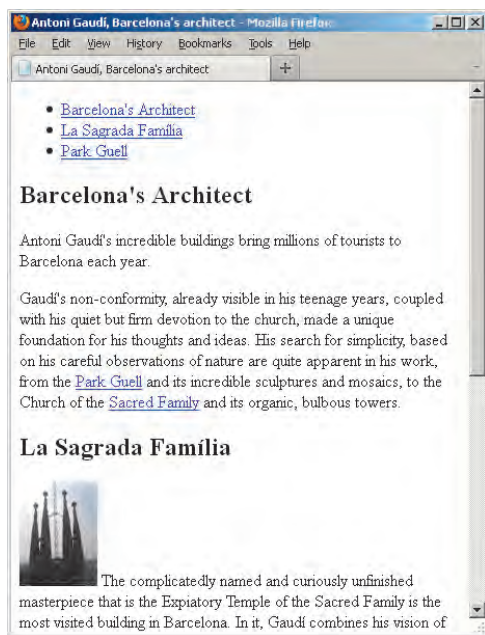 Antoni Gaudí, Barcelona's architect - Mozilla Firefox
File Edit View History Bookmarks Tools Help
Antoni Gaudí, Barcelona's architect
Barcelona's Architect
La Sagrada Família
Park Guell
Barcelona's Architect
Antoni Gaudí's incredible buildings bring millions of tourists to
Barcelona each year.
Gaudí's non-conformity, already visible in his teenage years, coupled
with his quiet but firm devotion to the church, made a unique
foundation for his thoughts and ideas. His search for simplicity, based
on his careful observations of nature are quite apparent in his work,
from the Park Guell and its incredible sculptures and mosaics, to the
Church of the Sacred Family and its organic, bulbous towers.
La Sagrada Família
The complicatedly named and curiously unfinished
masterpiece that is the Expiatory Temple of the Sacred Family is the
most visited building in Barcelona. In it, Gaudí combines his vision of